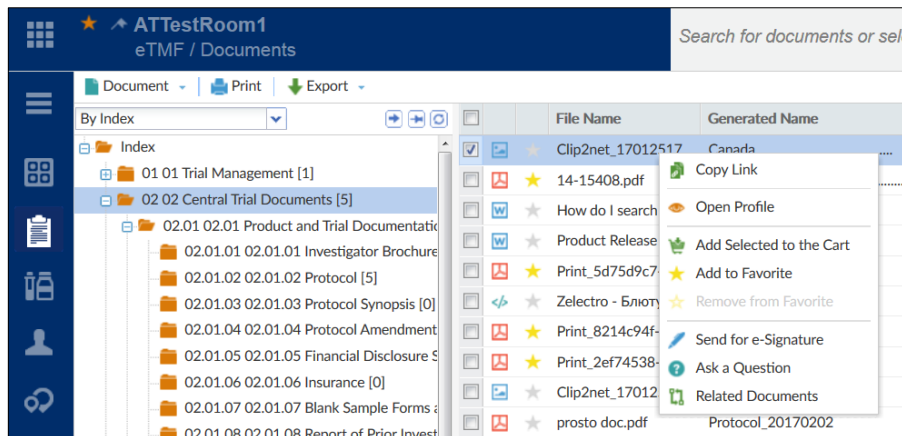 ATTestRoom1
eTMF / Documents
Search for documents or sel
Document
Print
Export
By Index
File Name
Generated Name
Index
01 01 Trial Management [1]
02 02 Central Trial Documents [5]
02.01 02.01 Product and Trial Documentatio
02.01.01 02.01.01 Investigator Brochure
02.01.02 02.01.02 Protocol [5]
02.01.03 02.01.03 Protocol Synopsis [0]
02.01.04 02.01.04 Protocol Amendment
02.01.05 02.01.05 Financial Disclosure S
02.01.06 02.01.06 Insurance [0]
02.01.07 02.01.07 Blank Sample Forms a
02.01.08 02.01.08 Report of Prior Invest
Clip2net_17012517 Canada ....
14-15408.pdf
How do I search
Product Release
Print_5d75d9c7-
Zelectro - Блюту
Print_8214c94f-
Print_2ef74538-
Clip2net_17012
prosto doc.pdf Protocol_20170202
Copy Link
Open Profile
Add Selected to the Cart
Add to Favorite
Remove from Favorite
Send for e-Signature
Ask a Question
Related Documents